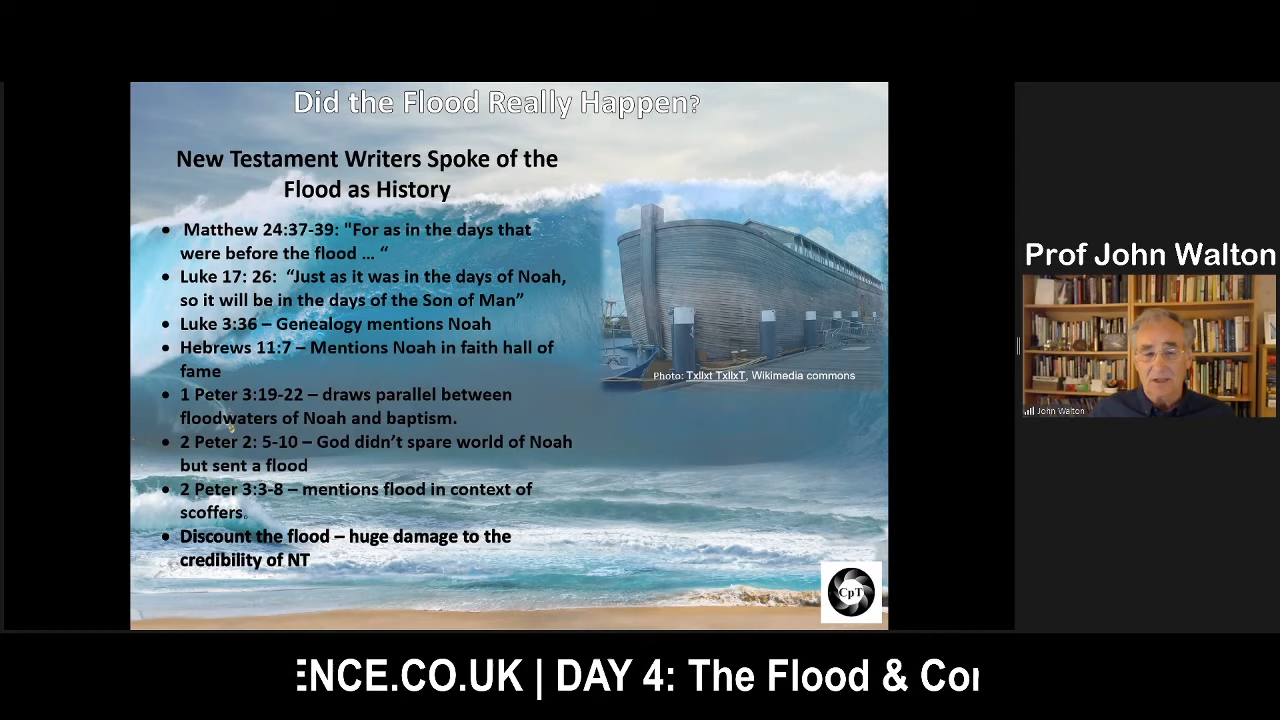 Did the Flood Really Happen?
New Testament Writers Spoke of the
Flood as History
• Matthew 24:37-39: "For as in the days that
were before the flood … “
• Luke 17: 26: “Just as it was in the days of Noah,
so it will be in the days of the Son of Man”
• Luke 3:36 – Genealogy mentions Noah
• Hebrews 11:7 – Mentions Noah in faith hall of
fame
• 1 Peter 3:19-22 – draws parallel between
floodwaters of Noah and baptism.
• 2 Peter 2: 5-10 – God didn’t spare world of Noah
but sent a flood
• 2 Peter 3:3-8 – mentions flood in context of
scoffers.
• Discount the flood – huge damage to the
credibility of NT
Photo: Txllxt TxllxT, Wikimedia commons
CpT
Prof John Walton
John Walton
ENCE.CO.UK | DAY 4: The Flood & Con